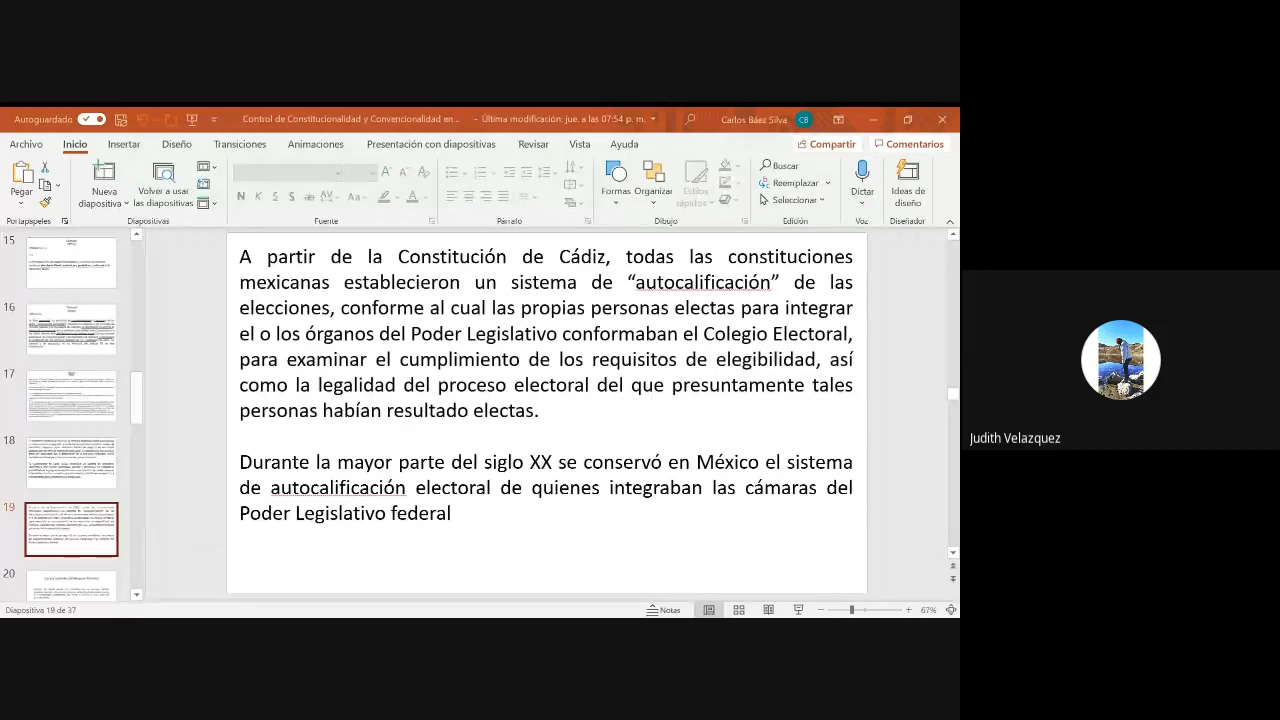 Autoguardado
Control de Constitucionalidad y Convencionalidad en... - Última modificación: jue. a las 07:54 p. m.
Carlos Báez Silva CB
Archivo Inicio Insertar Diseño Transiciones Animaciones Presentación con diapositivas Revisar Vista Ayuda Compartir Comentarios
Pegar
Nueva diapositiva
Volver a usar las diapositivas
N K S ab AV Aa A
Formas Organizar Estilos rápidos
Buscar
Reemplazar
Seleccionar
Dictar
Ideas de diseño
Portapapeles Diapositivas Fuente Párrafo Dibujo Edición Voz Diseñador
15
16
17
18
19
20
A partir de la Constitución de Cádiz, todas las constituciones
mexicanas establecieron un sistema de “autocalificación” de las
elecciones, conforme al cual las propias personas electas para integrar
a los órganos del Poder Legislativo conformaban el Colegio Electoral,
para examinar el cumplimiento de los requisitos de elegibilidad, así
como la legalidad del proceso electoral del que presuntamente tales
personas habían resultado electas.
Durante la mayor parte del siglo XX se conservó en México el sistema
de autocalificación electoral de quienes integraban las cámaras del
Poder Legislativo federal
Diapositiva 19 de 37
Notas
67%
Judith Velazquez